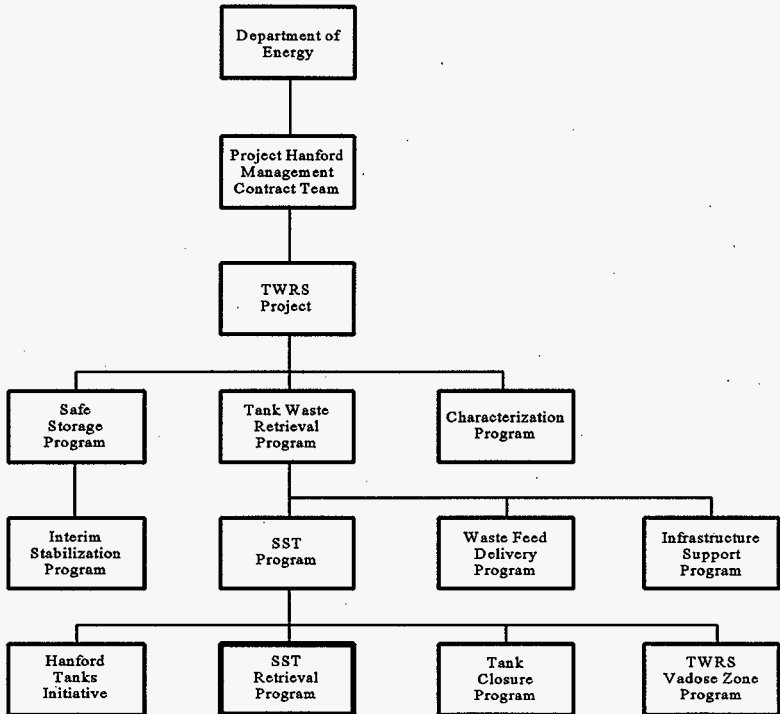 Department of
Energy
Project Hanford
Management
Contract Team
TWRS
Project
Safe
Storage
Program
Tank Waste
Retrieval
Program
Characterization
Program
Interim
Stabilization
Program
SST
Program
Waste Feed
Delivery
Program
Infrastructure
Support
Program
Hanford
Tanks
Initiative
SST
Retrieval
Program
Tank
Closure
Program
TWRS
Vadose Zone
Program